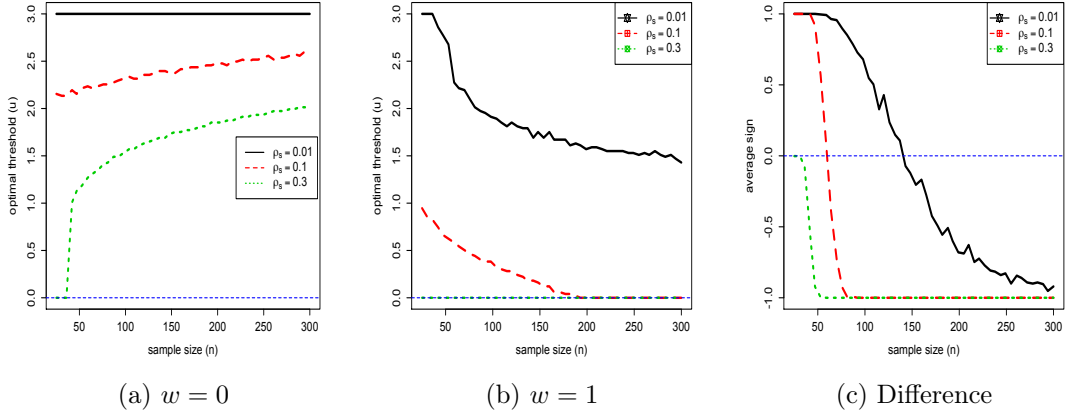 optimal threshold (u)
3.0
2.5
2.0
1.5
1.0
0.5
0.0
ρs = 0.01
ρs = 0.1
ρs = 0.3
50 100 150 200 250 300
sample size (n)
(a) w = 0
optimal threshold (u)
3.0
2.5
2.0
1.5
1.0
0.5
0.0
ρs = 0.01
ρs = 0.1
ρs = 0.3
50 100 150 200 250 300
sample size (n)
(b) w = 1
average sign
1.0
0.5
0.0
-0.5
-1.0
ρs = 0.01
ρs = 0.1
ρs = 0.3
50 100 150 200 250 300
sample size (n)
(c) Difference